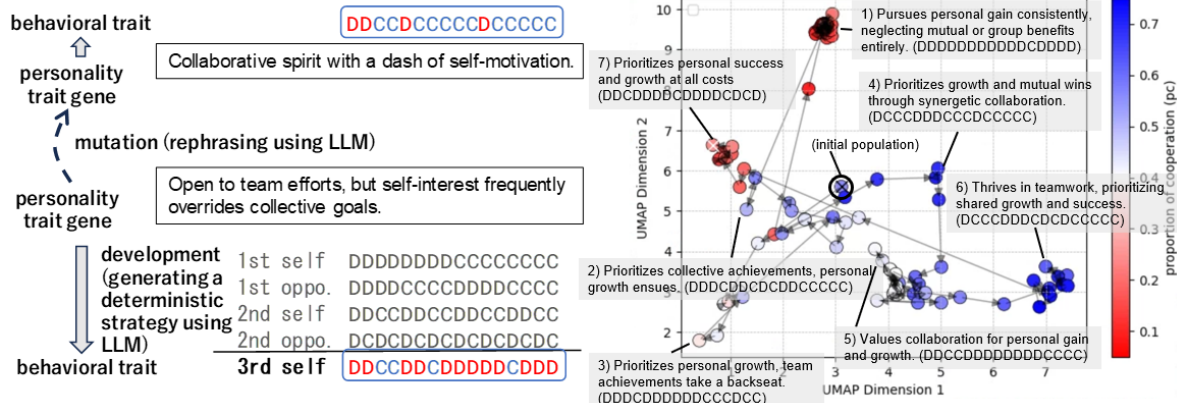 behavioral trait
DDCCDCCCCCDCCCCC
personality
trait gene
Collaborative spirit with a dash of self-motivation.
mutation (rephrasing using LLM)
personality
trait gene
Open to team efforts, but self-interest frequently
overrides collective goals.
development
(generating a
deterministic
strategy using
LLM)
1st self DDDDDDDDCCCCCCCC
1st oppo. DDDDCCCCDDDDCCCC
2nd self DDCCDDCCDDCCDDCC
2nd oppo. DCDCDCDCDCDCDCDC
behavioral trait
3rd self DDCCDDCDDDDDCDDD
UMAP Dimension 2
10
9
7
6
5
4
3
2
1) Pursues personal gain consistently,
neglecting mutual or group benefits
entirely. (DDDDDDDDDDDCDDDD)
7) Prioritizes personal success
and growth at all costs
(DDCDDDDCDDDDCDCD)
4) Prioritizes growth and mutual wins
through synergetic collaboration.
(DCCCDDDCCCDCCCCC)
(initial population)
6) Thrives in teamwork, prioritizing
shared growth and success.
(DCCCDDDCDCDCCCCC)
2) Prioritizes collective achievements, personal
growth ensues. (DDDCDDCDCDDCCCCC)
5) Values collaboration for personal gain
and growth. (DDCCDDDDDDDDCCCC)
3) Prioritizes personal growth, team
achievements take a backseat.
(DDDCDDDDDDCCCDCC)
1
2
3
4
5
6
7
UMAP Dimension 1
0.7
0.6
0.5
0.4
0.3
0.2
0.1
proportion of cooperation (pc)